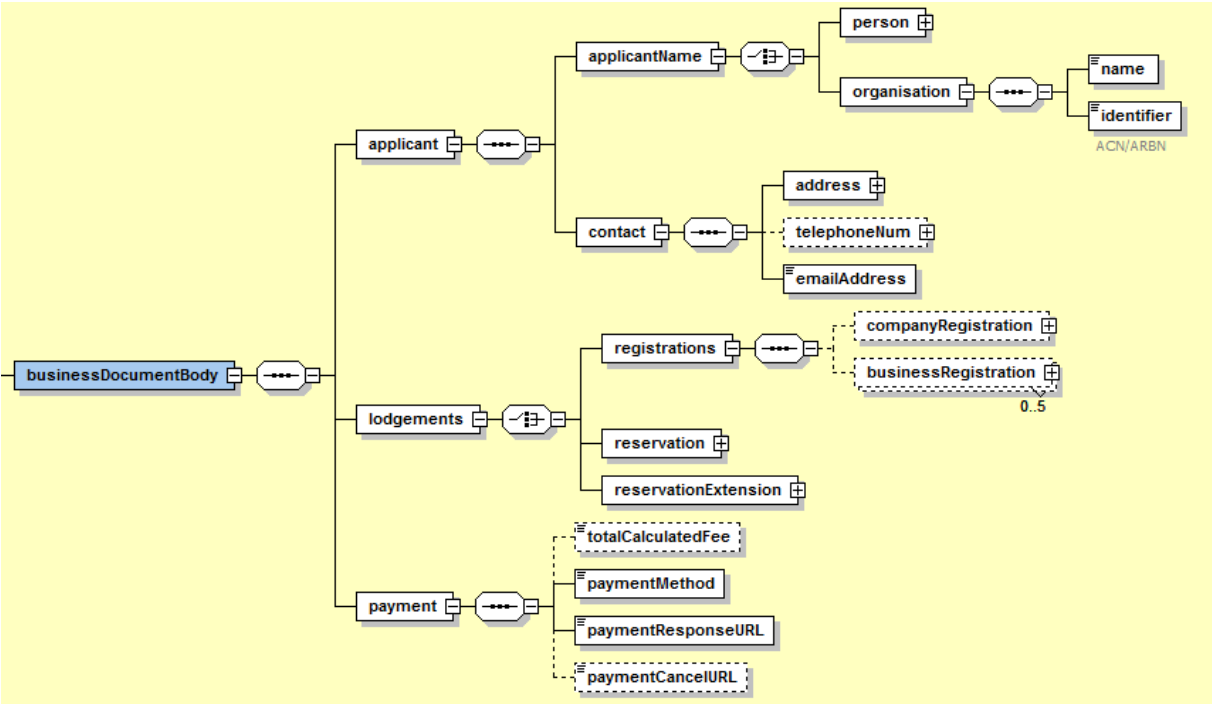 person
applicantName
organisation
name
identifier
ACN/ARBN
applicant
address
contact
telephoneNum
emailAddress
companyRegistration
registrations
businessRegistration
0..5
businessDocumentBody
lodgements
reservation
reservationExtension
totalCalculatedFee
paymentMethod
payment
paymentResponseURL
paymentCancelURL